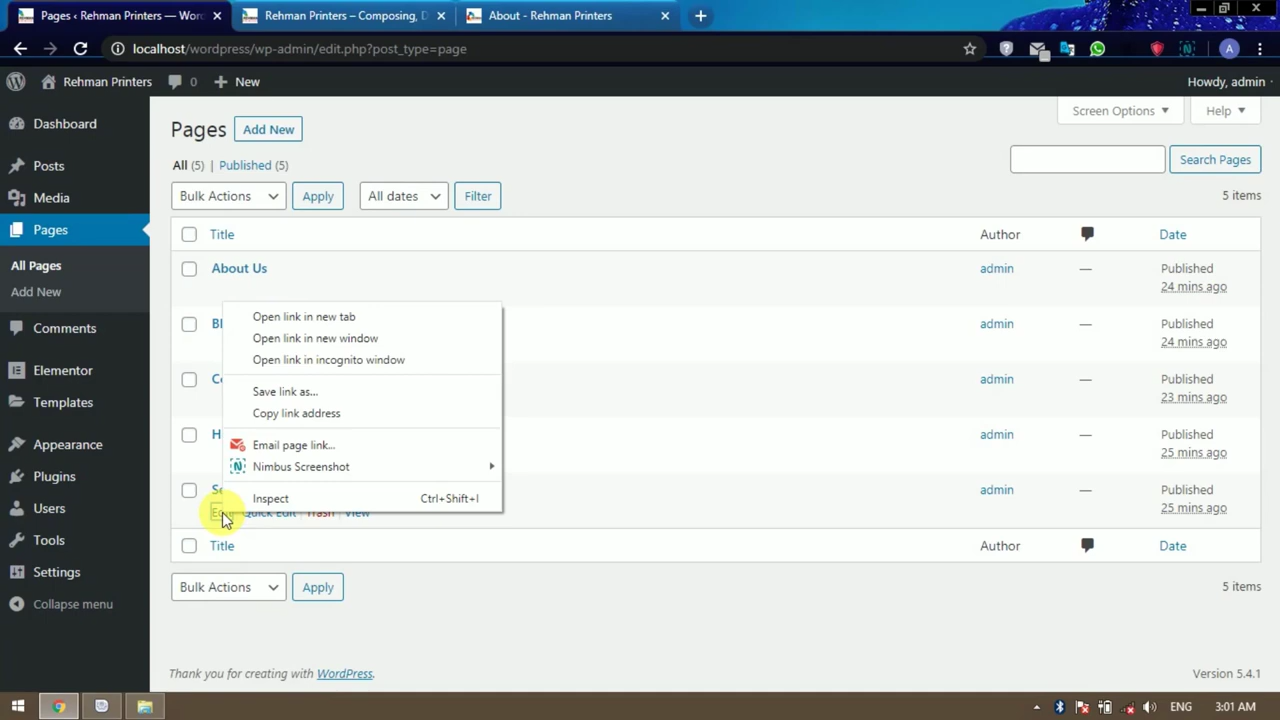 Pages ‹ Rehman Printers — Word
Rehman Printers – Composing, D
About - Rehman Printers
localhost/wordpress/wp-admin/edit.php?post_type=page
A
Rehman Printers
0
New
Howdy, admin
Dashboard
Posts
Media
Pages
All Pages
Add New
Comments
Elementor
Templates
Appearance
Plugins
Users
Tools
Settings
Collapse menu
Screen Options
Help
Pages
Add New
All (5) | Published (5)
Search Pages
Bulk Actions
Apply
All dates
Filter
5 items
Title
Author
Date
About Us
admin
—
Published
24 mins ago
Bl
admin
—
Published
24 mins ago
admin
—
Published
23 mins ago
H
admin
—
Published
25 mins ago
Se
admin
—
Published
25 mins ago
Quick Edit
Trash
View
Open link in new tab
Open link in new window
Open link in incognito window
Save link as...
Copy link address
Email page link...
Nimbus Screenshot
Inspect
Ctrl+Shift+I
Title
Author
Date
Bulk Actions
Apply
5 items
Thank you for creating with WordPress.
Version 5.4.1
ENG
3:01 AM